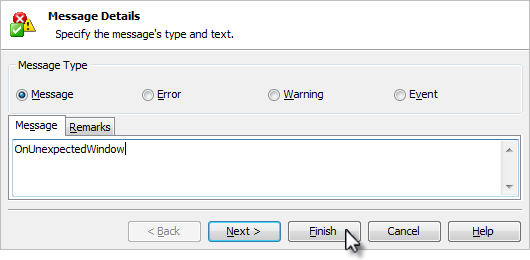 Message Details
Specify the message's type and text.
Message Type
Message Error Warning Event
Message Remarks
OnUnexpectedWindow
< Back Next > Finish Cancel Help